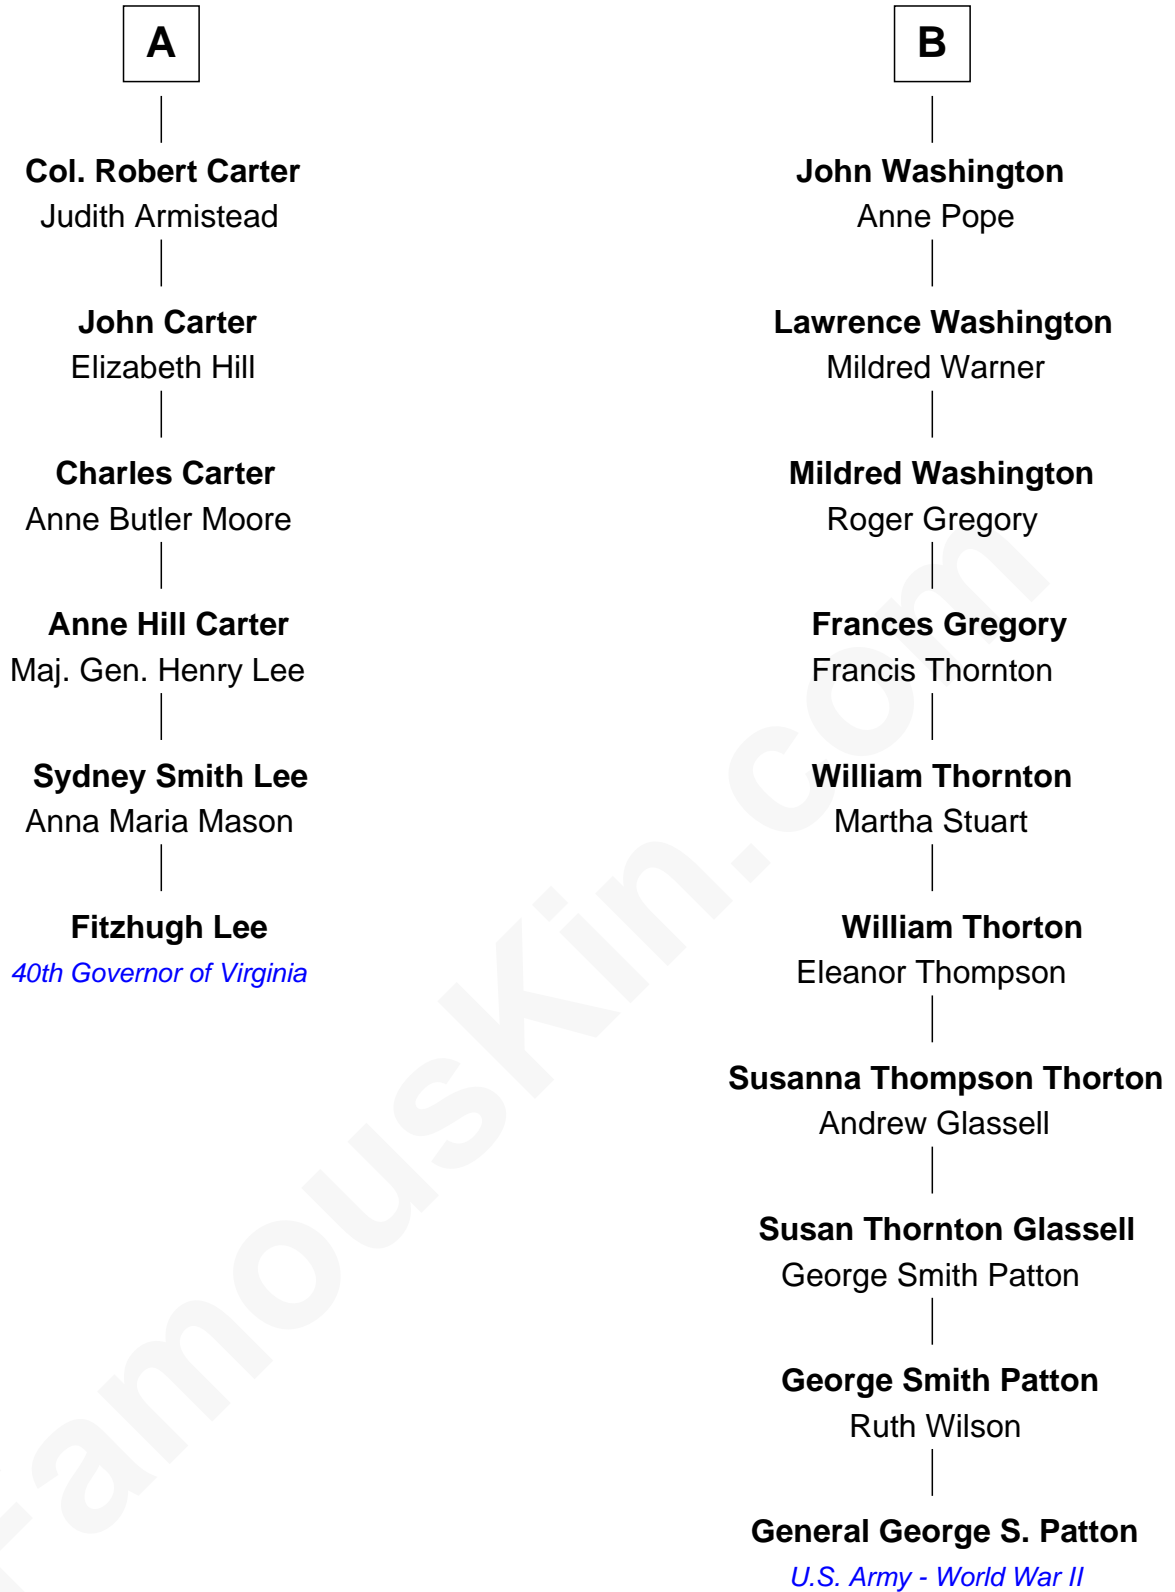 A
Col. Robert Carter
Judith Armistead
John Carter
Elizabeth Hill
Charles Carter
Anne Butler Moore
Anne Hill Carter
Maj. Gen. Henry Lee
Sydney Smith Lee
Anna Maria Mason
Fitzhugh Lee
40th Governor of Virginia
B
John Washington
Anne Pope
Lawrence Washington
Mildred Warner
Mildred Washington
Roger Gregory
Frances Gregory
Francis Thornton
William Thornton
Martha Stuart
William Thorton
Eleanor Thompson
Susanna Thompson Thorton
Andrew Glassell
Susan Thornton Glassell
George Smith Patton
George Smith Patton
Ruth Wilson
General George S. Patton
U.S. Army - World War II
FamousKin.com